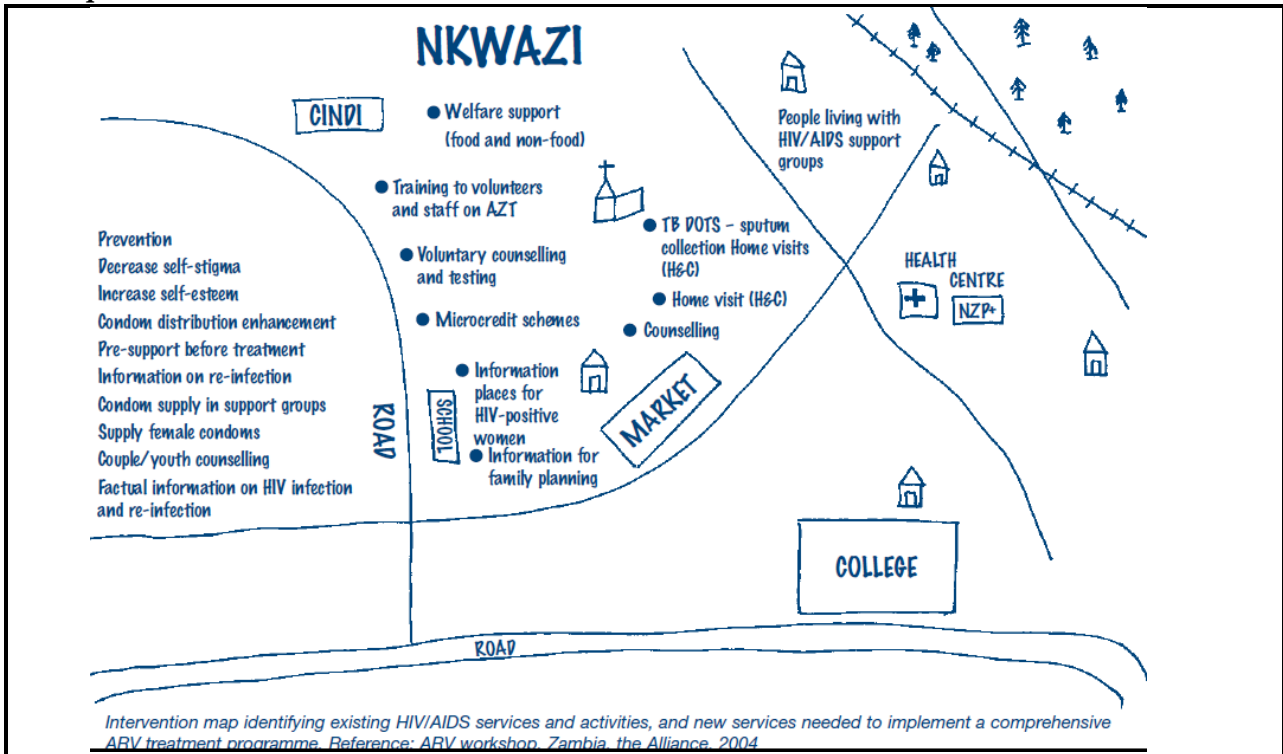 NKWAZI
CINDI
● Welfare support
(food and non-food)
● Training to volunteers
and staff on AZT
● Voluntary counselling
and testing
● Microcredit schemes
● Information
places for
HIV-positive
women
● Information for
family planning
● TB DOTS – sputum
collection Home visits
(H&C)
● Home visit (H&C)
● Counselling
People living with
HIV/AIDS support
groups
HEALTH
CENTRE
NZP+
Prevention
Decrease self-stigma
Increase self-esteem
Condom distribution enhancement
Pre-support before treatment
Information on re-infection
Condom supply in support groups
Supply female condoms
Couple/youth counselling
Factual information on HIV infection
and re-infection
ROAD
SCHOOL
MARKET
COLLEGE
ROAD
Intervention map identifying existing HIV/AIDS services and activities, and new services needed to implement a comprehensive
ARV treatment programme. Reference: ARV workshop, Zambia, the Alliance, 2004